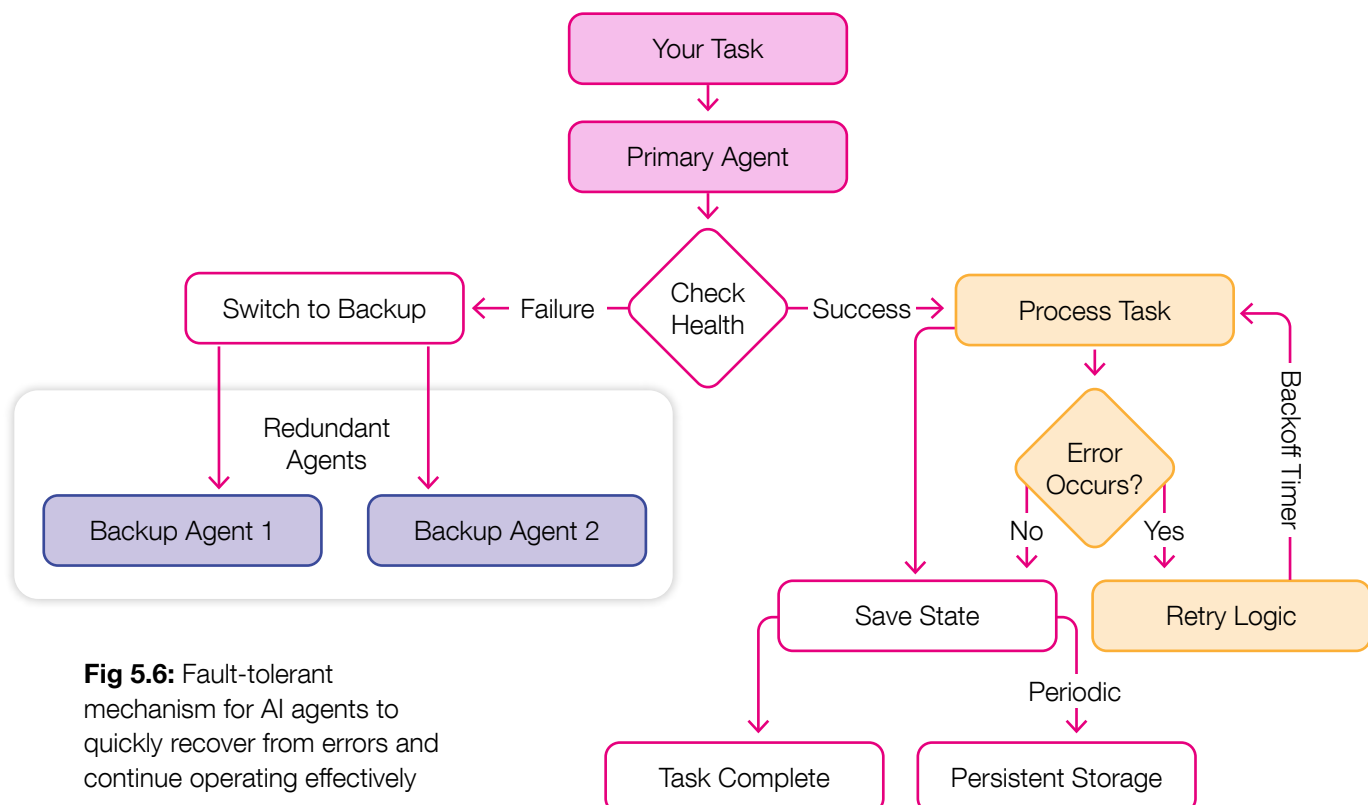 Your Task
Primary Agent
Check
Health
Switch to Backup
Failure
Success
Process Task
Redundant
Agents
Backup Agent 1
Backup Agent 2
Error
Occurs?
Backoff Timer
No
Yes
Save State
Retry Logic
Periodic
Task Complete
Persistent Storage
Fig 5.6: Fault-tolerant
mechanism for AI agents to
quickly recover from errors and
continue operating effectively